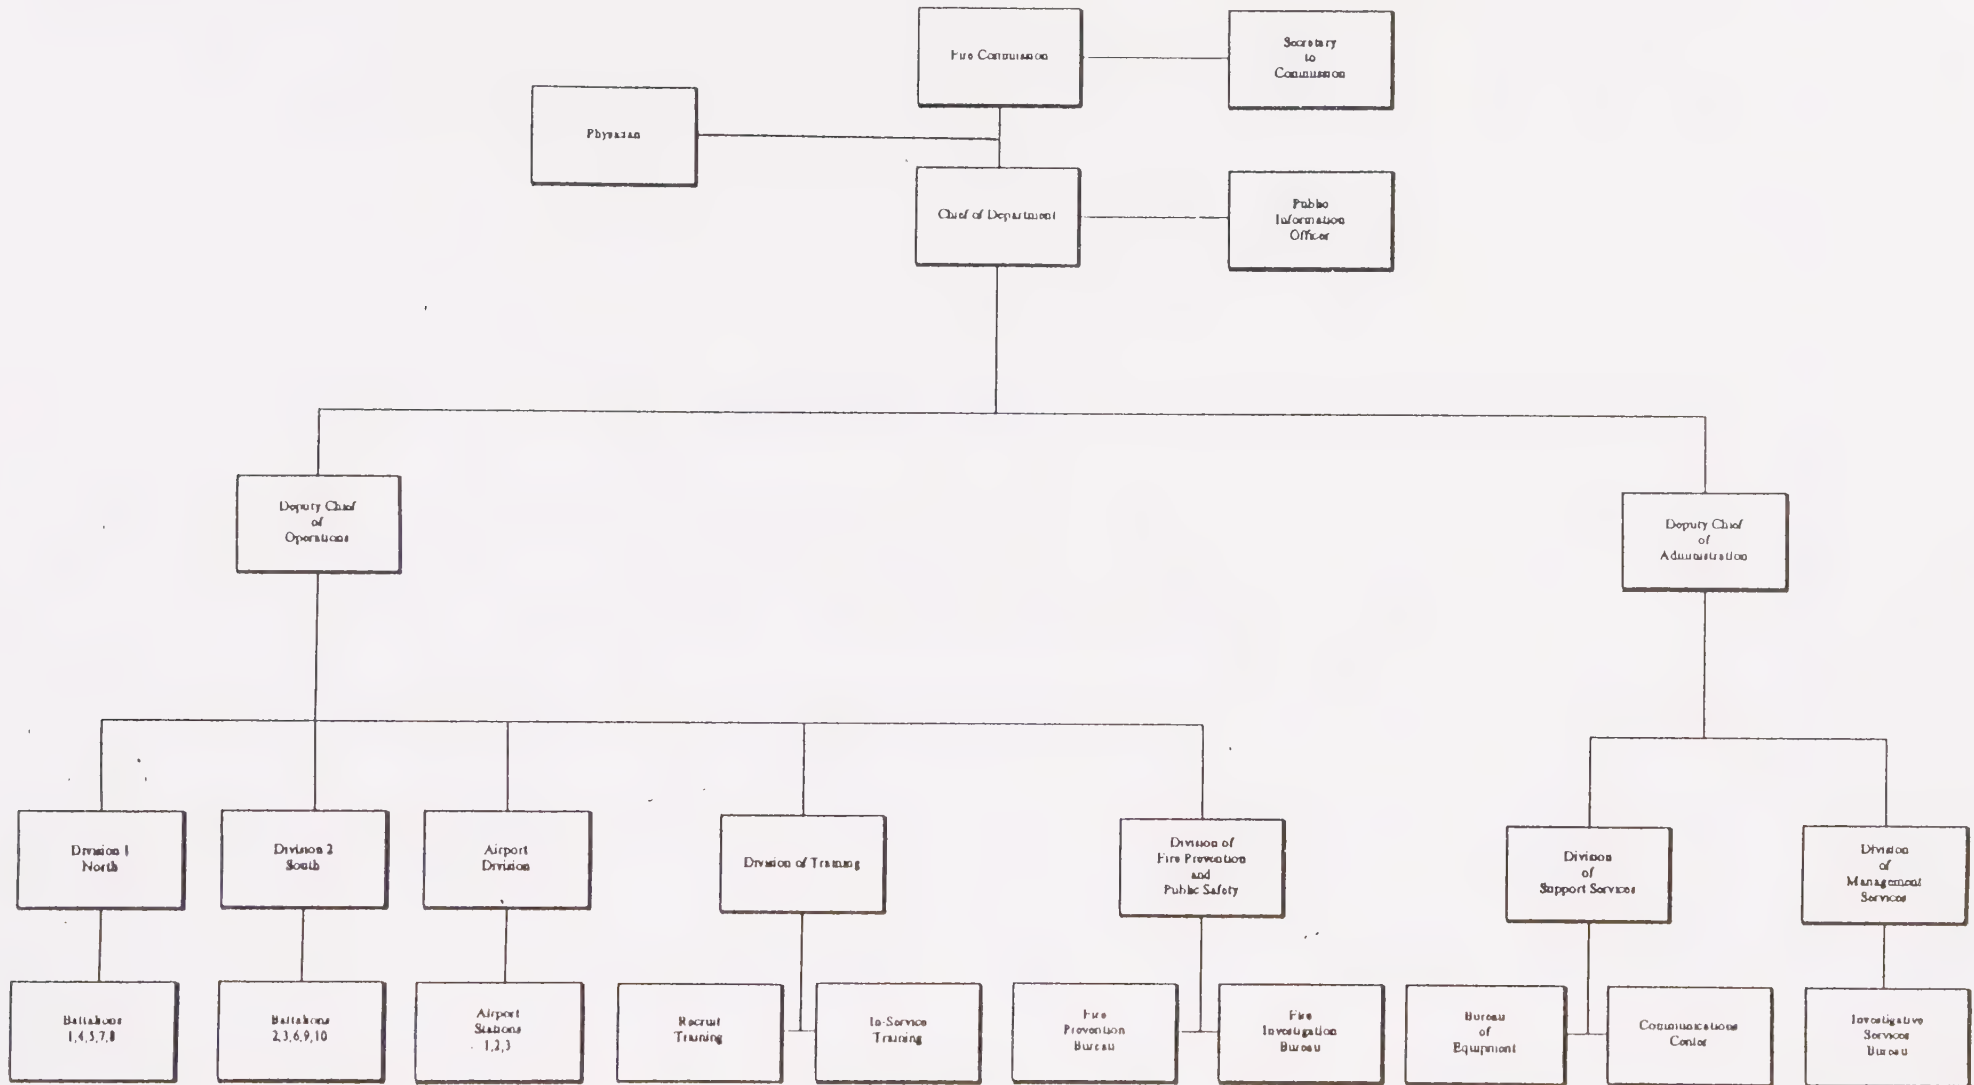 Fire Commission
Secretary
to
Commission
Physician
Chief of Department
Public
Information
Officer
Deputy Chief
of
Operations
Deputy Chief
of
Administration
Division 1
North
Division 2
South
Airport
Division
Division of Training
Division of
Fire Prevention
and
Public Safety
Division
of
Support Services
Division
of
Management
Services
Battalions
1,4,5,7,8
Battalions
2,3,6,9,10
Airport
Stations
1,2,3
Recruit
Training
In-Service
Training
Fire
Prevention
Bureau
Fire
Investigation
Bureau
Bureau
of
Equipment
Communications
Center
Investigative
Services
Bureau